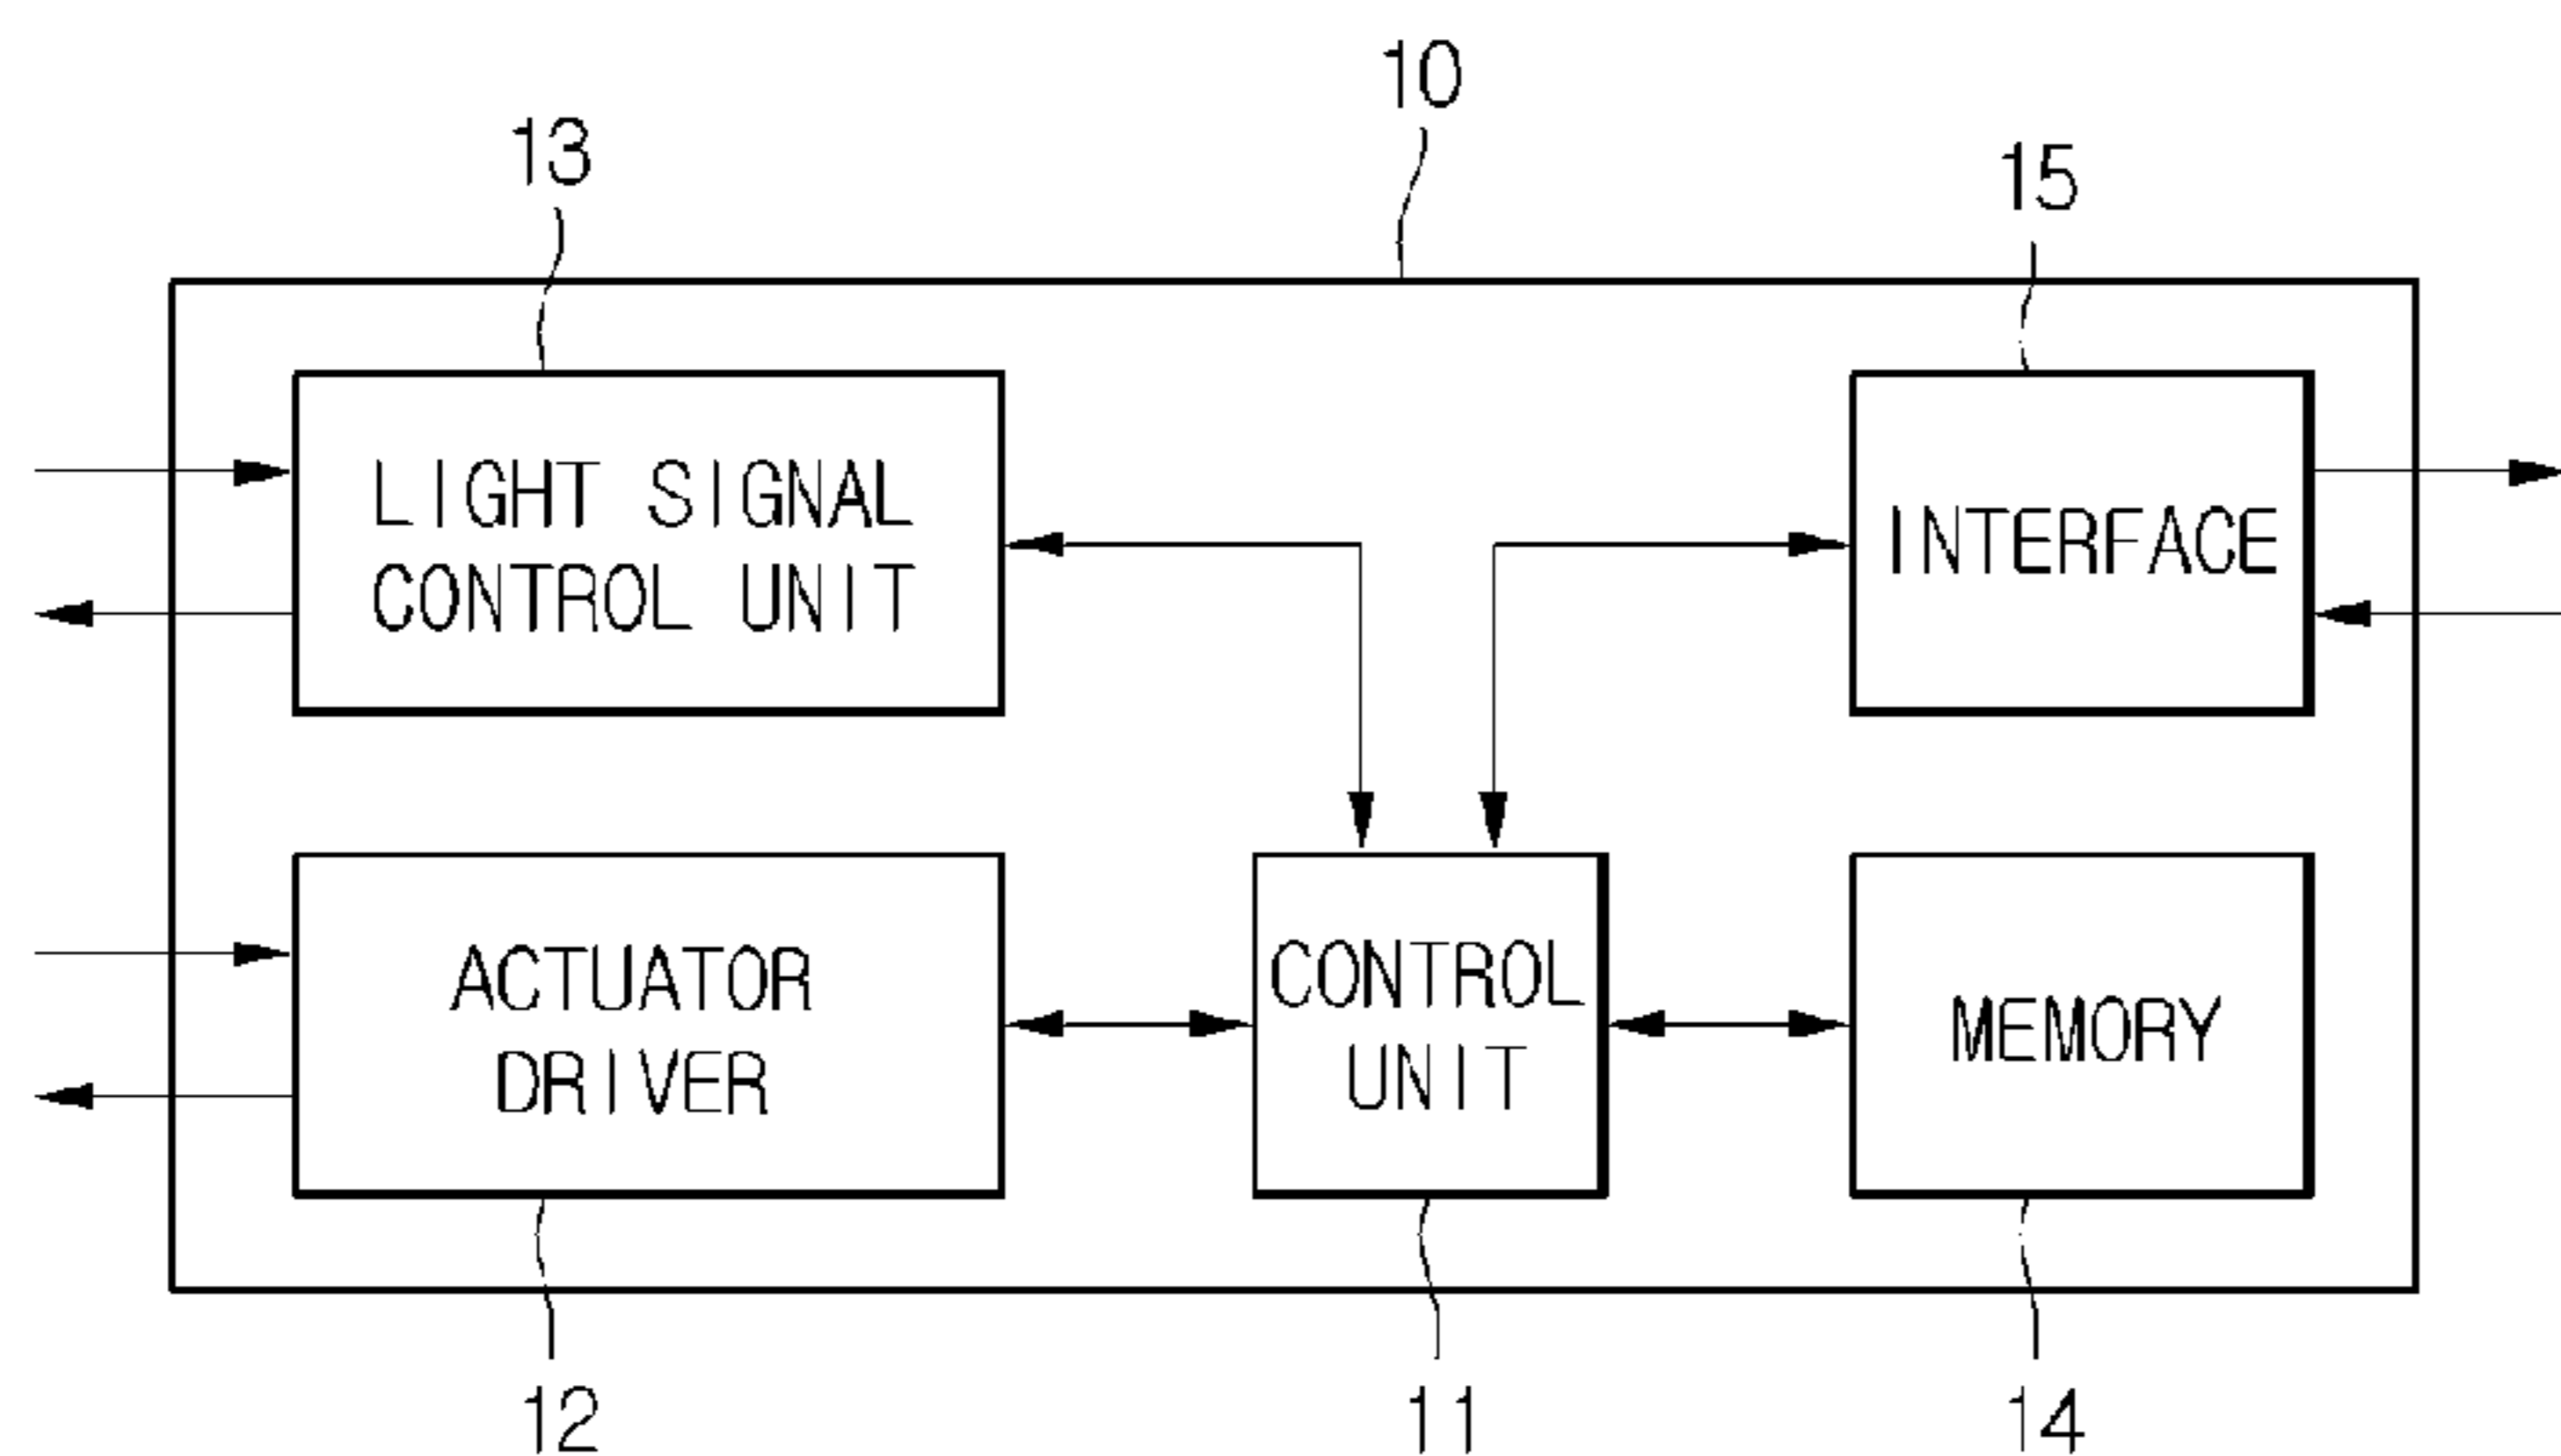 10
13
15
LIGHT SIGNAL
CONTROL UNIT
INTERFACE
ACTUATOR
DRIVER
CONTROL
UNIT
MEMORY
12
11
14